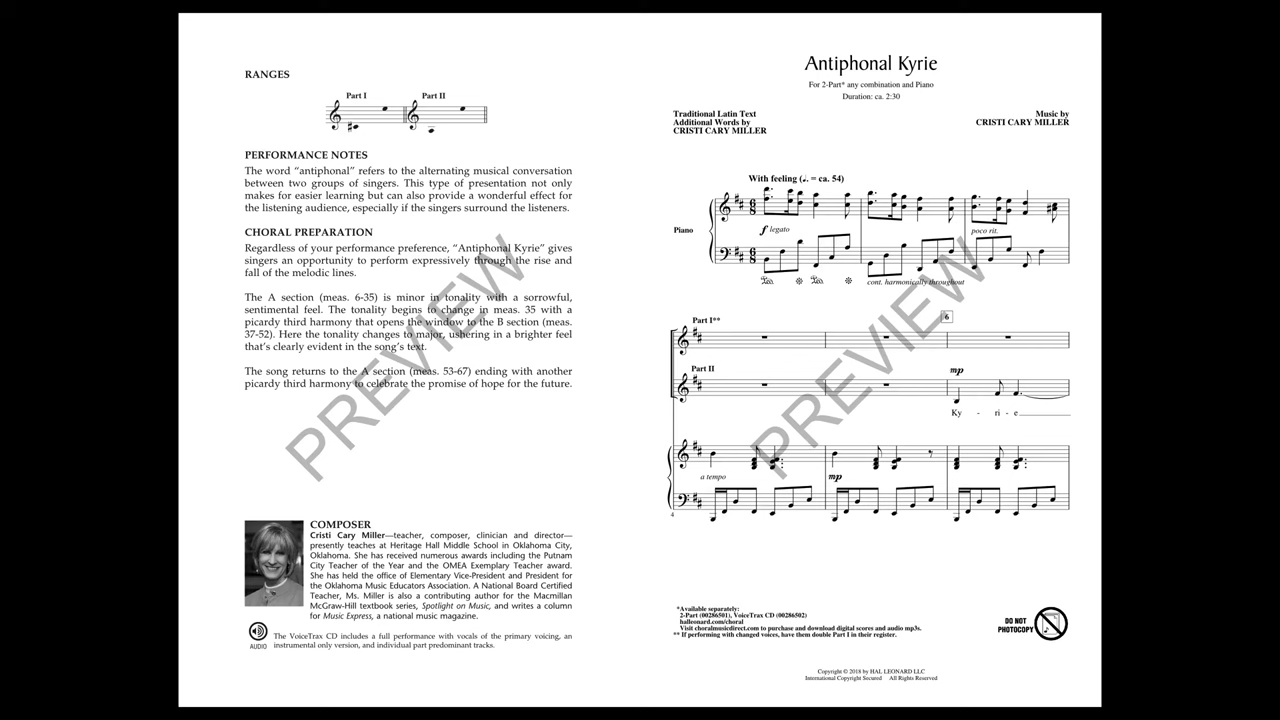 RANGES
Part I
Part II
PERFORMANCE NOTES
The word “antiphonal” refers to the alternating musical conversation
between two groups of singers. This type of presentation not only
makes for easier learning but can also provide a wonderful effect for
the listening audience, especially if the singers surround the listeners.
CHORAL PREPARATION
Regardless of your performance preference, “Antiphonal Kyrie” gives
singers an opportunity to perform expressively through the rise and
fall of the melodic lines.
The A section (meas. 6-35) is minor in tonality with a sorrowful,
sentimental feel. The tonality begins to change in meas. 35 with a
picardy third harmony that opens the window to the B section (meas.
37-52). Here the tonality changes to major, ushering in a brighter feel
that’s clearly evident in the song’s text.
The song returns to the A section (meas. 53-67) ending with another
picardy third harmony to celebrate the promise of hope for the future.
PREVIEW
COMPOSER
Cristi Cary Miller—teacher, composer, clinician and director—
presently teaches at Heritage Hall Middle School in Oklahoma City,
Oklahoma. She has received numerous awards including the Putnam
City Teacher of the Year and the OMEA Exemplary Teacher award.
She has held the office of Elementary Vice-President and President for
the Oklahoma Music Educators Association. A National Board Certified
Teacher, Ms. Miller is also a contributing author for the Macmillan
McGraw-Hill textbook series, Spotlight on Music, and writes a column
for Music Express, a national music magazine.
AUDIO
The VoiceTrax CD includes a full performance with vocals of the primary voicing, an
instrumental only version, and individual part predominant tracks.
Antiphonal Kyrie
For 2-Part* any combination and Piano
Duration: ca. 2:30
Traditional Latin Text
Additional Words by
CRISTI CARY MILLER
Music by
CRISTI CARY MILLER
With feeling (♩. = ca. 54)
Piano
f legato
poco rit.
cont. harmonically throughout
Part I**
6
Part II
mp
Ky - ri - e
a tempo
mp
4
PREVIEW
*Available separately:
2-Part (00286501), VoiceTrax CD (00286502)
halleonard.com/choral
Visit choralmusicdirect.com to purchase and download digital scores and audio mp3s.
** If performing with changed voices, have them double Part I in their register.
DO NOT
PHOTOCOPY
Copyright © 2018 by HAL LEONARD LLC
International Copyright Secured All Rights Reserved